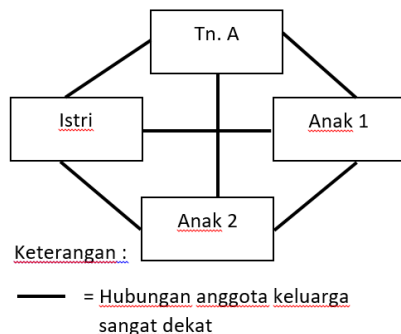 Tn. A
Istri
Anak 1
Anak 2
Keterangan :
= Hubungan anggota keluarga
sangat dekat